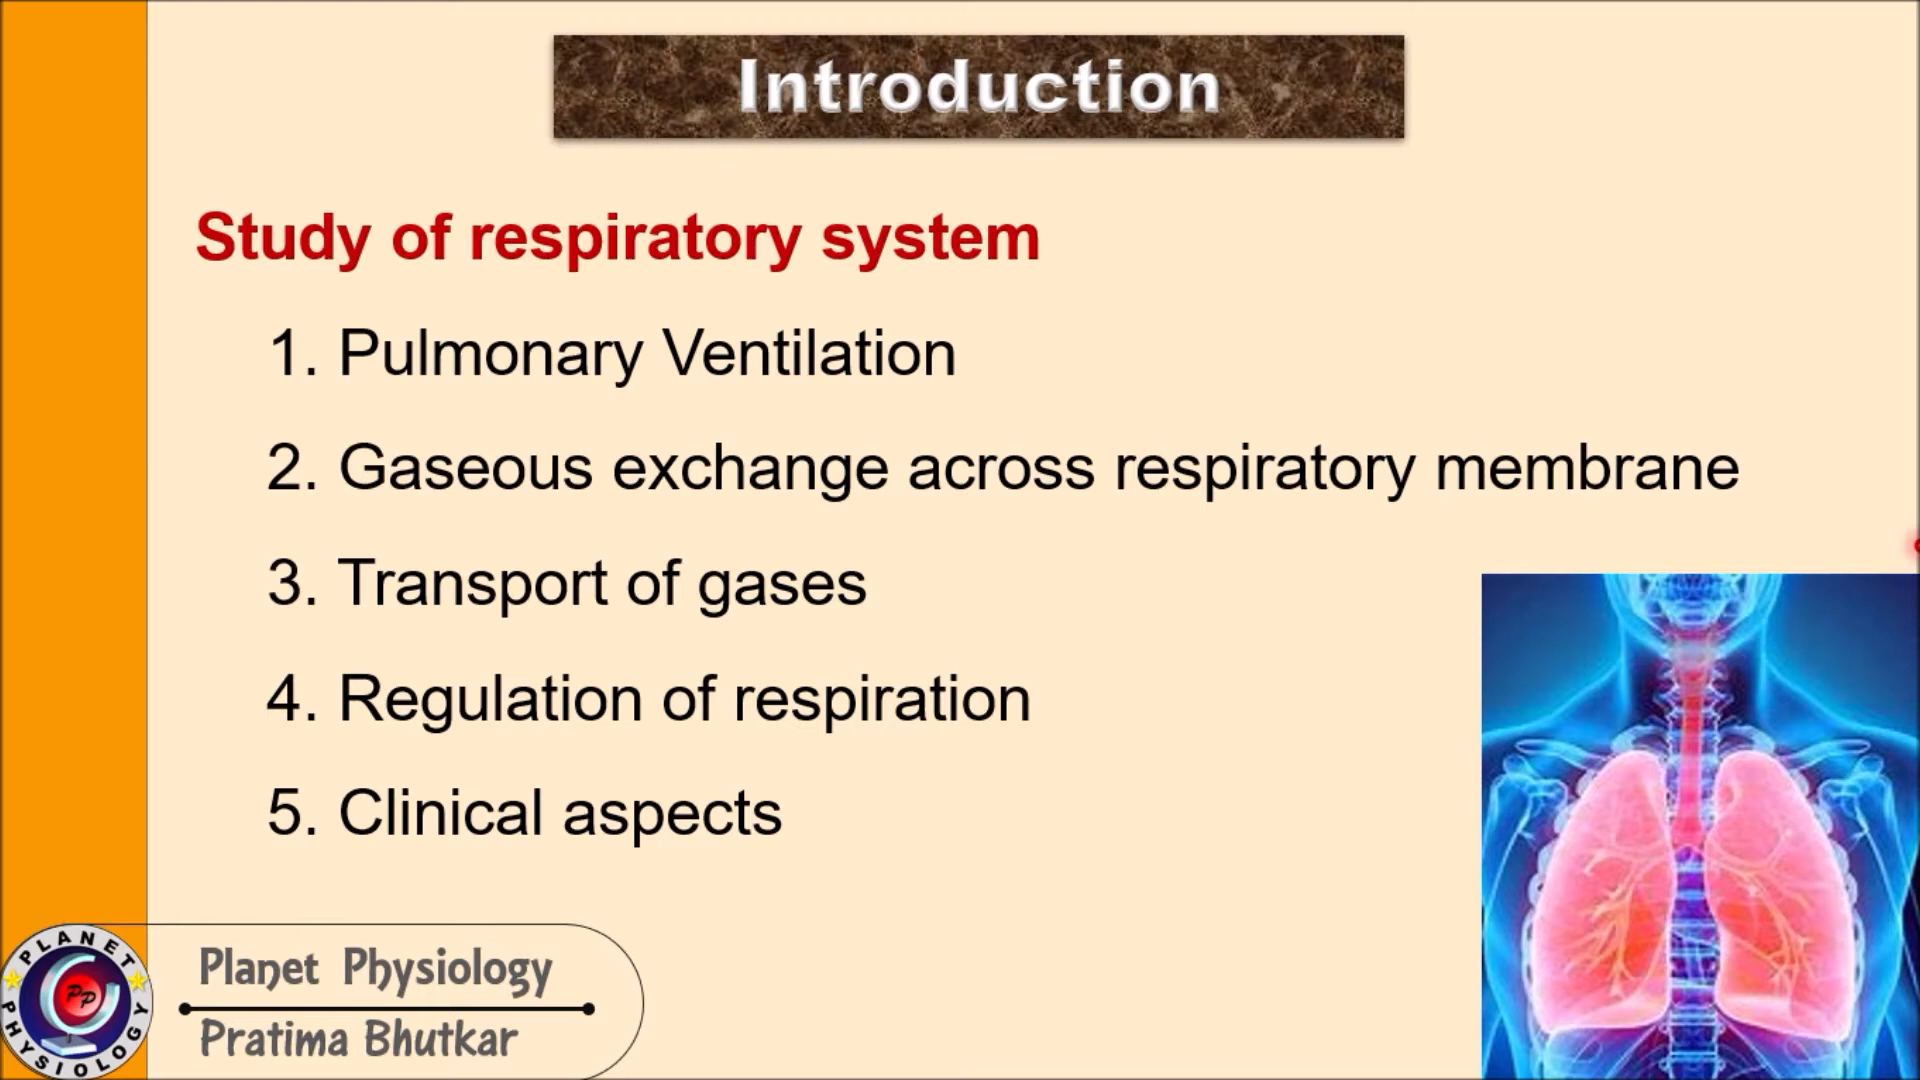 Introduction
Study of respiratory system
1. Pulmonary Ventilation
2. Gaseous exchange across respiratory membrane
3. Transport of gases
4. Regulation of respiration
5. Clinical aspects
PLANET
PP
PHYSIOLOGY
Planet Physiology
Pratima Bhutkar